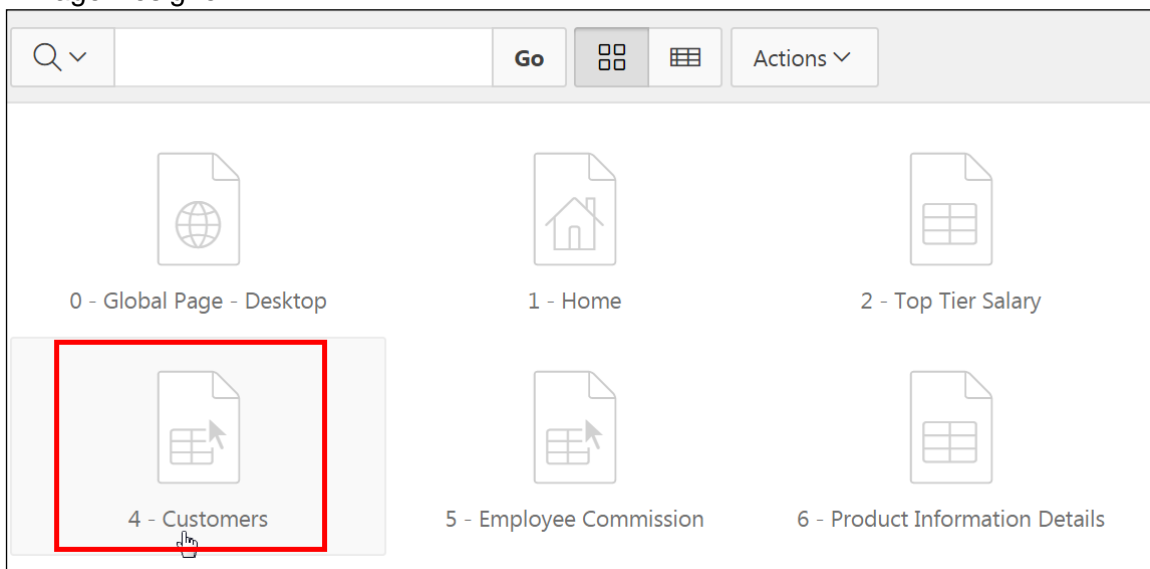 Go Actions
0 - Global Page - Desktop 1 - Home 2 - Top Tier Salary
4 - Customers 5 - Employee Commission 6 - Product Information Details